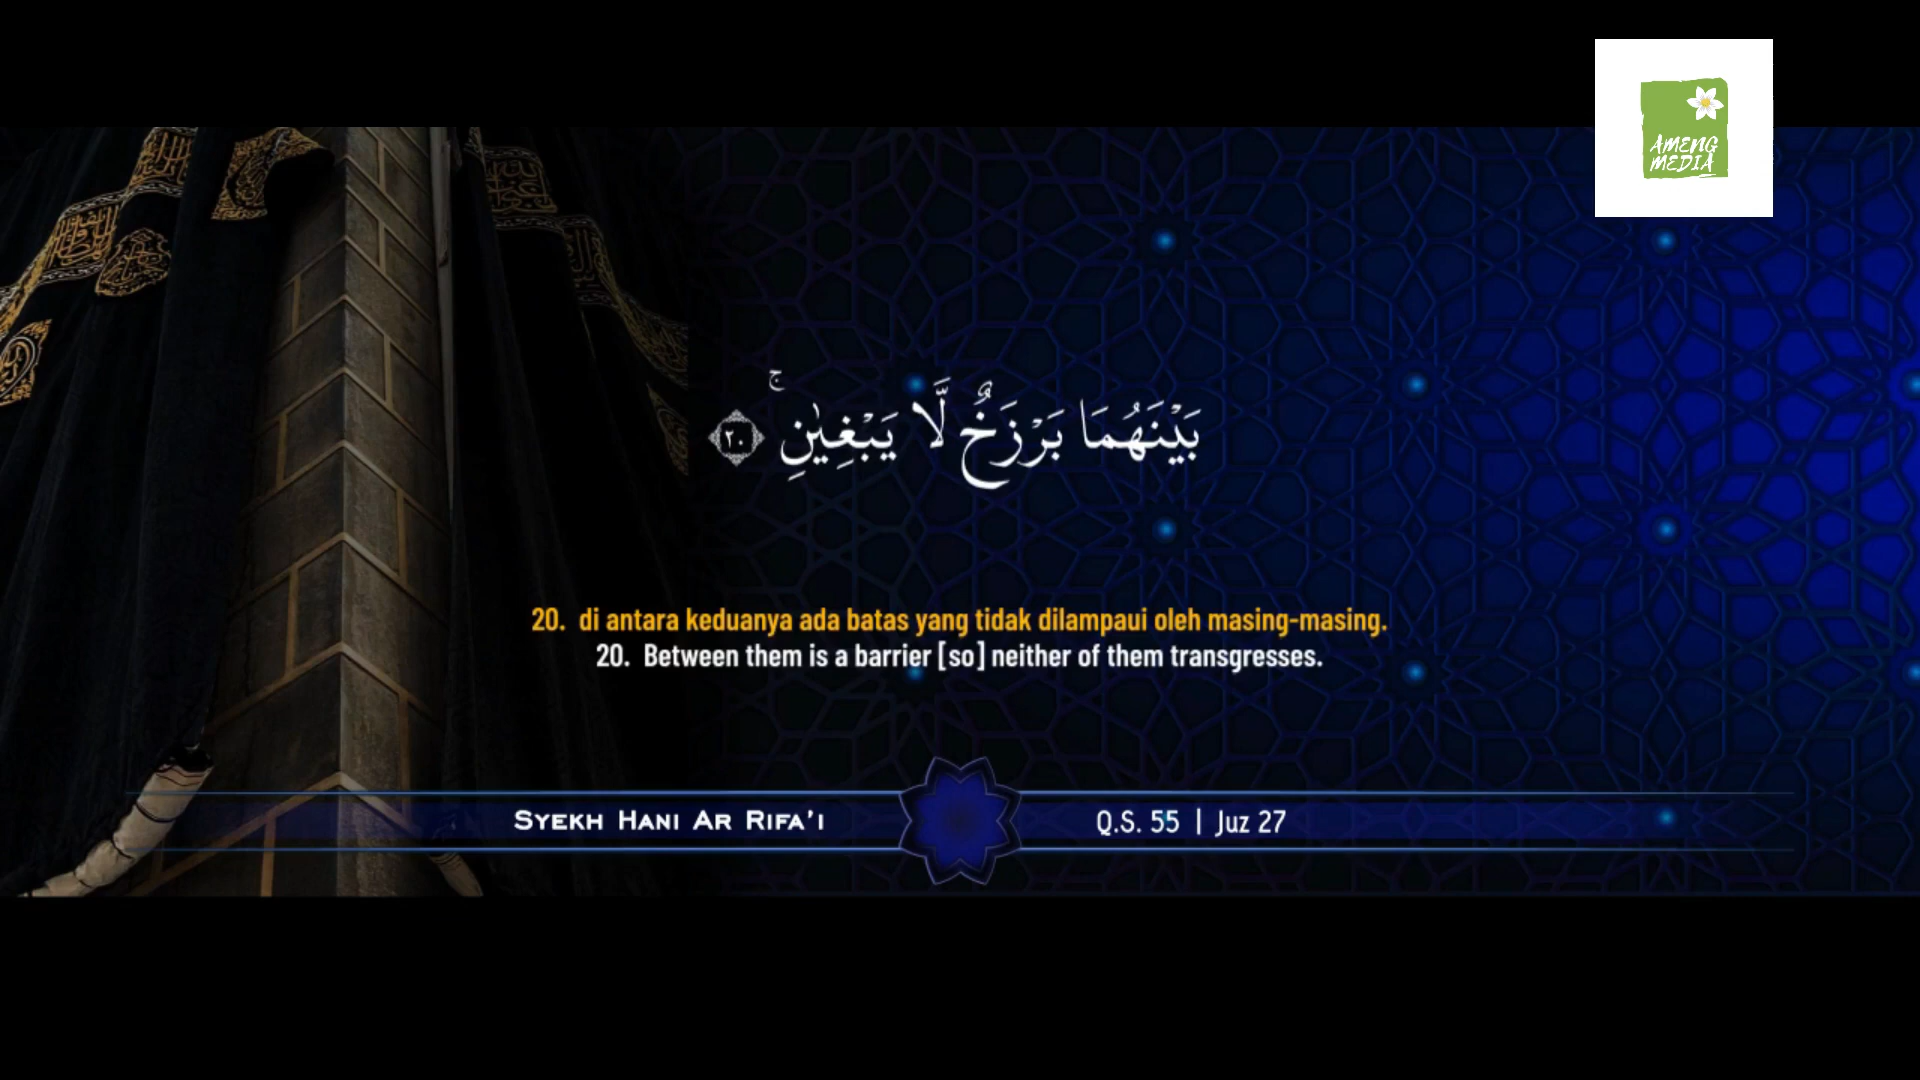 AMENG
MEDIA
بَيْنَهُمَا بَرْزَخٌ لَّا يَبْغِيٰنِۚ ٢٠
20. di antara keduanya ada batas yang tidak dilampaui oleh masing-masing.
20. Between them is a barrier [so] neither of them transgresses.
SYEKH HANI AR RIFA'I
Q.S. 55 | Juz 27